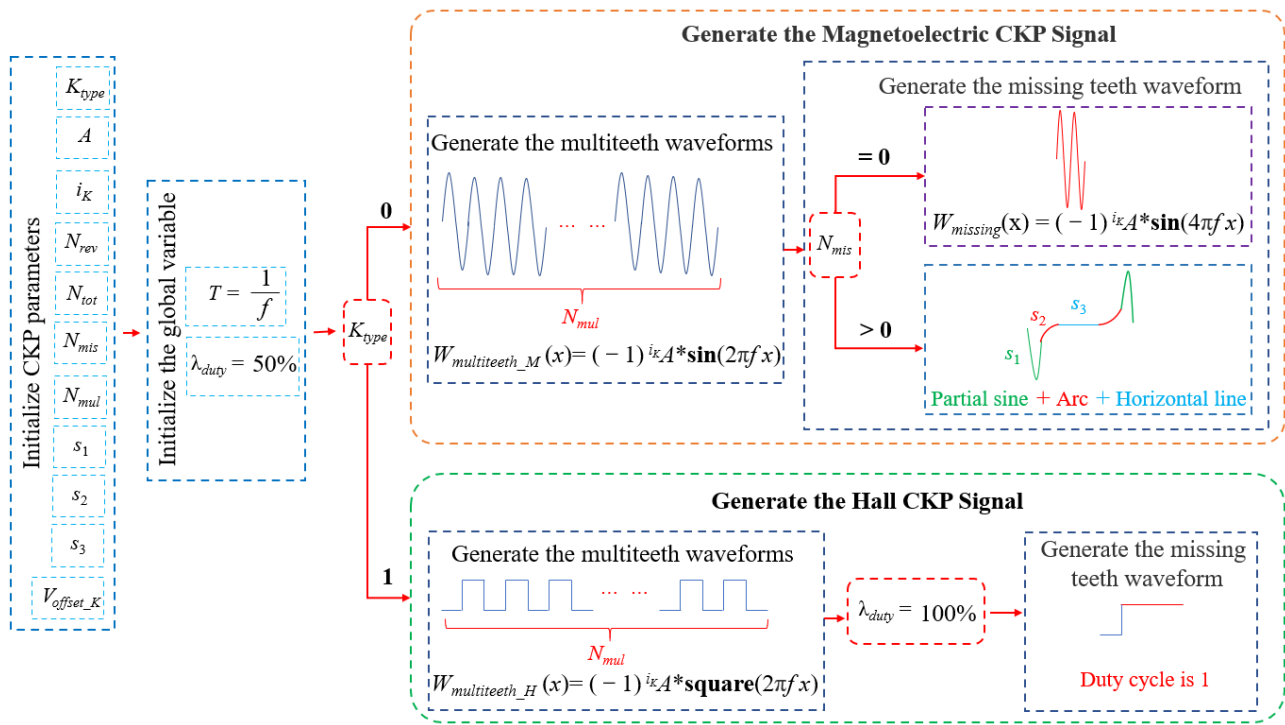 Initialize CKP parameters
K_type
A
i_K
N_rev
N_tot
N_mis
N_mul
s_1
s_2
s_3
V_offset_K
Initialize the global variable
T = 1/f
λ_duty = 50%
K_type
0
1
Generate the Magnetoelectric CKP Signal
Generate the multiteeth waveforms
... ...
N_mul
W_multiteeth_M (x)= (−1)^{i_K}A*sin(2πfx)
N_mis
= 0
> 0
Generate the missing teeth waveform
W_missing(x) = (−1)^{i_K}A*sin(4πfx)
s_1
s_2
s_3
Partial sine + Arc + Horizontal line
Generate the Hall CKP Signal
Generate the multiteeth waveforms
... ...
N_mul
W_multiteeth_H (x)= (−1)^{i_K}A*square(2πfx)
λ_duty = 100%
Generate the missing
teeth waveform
Duty cycle is 1